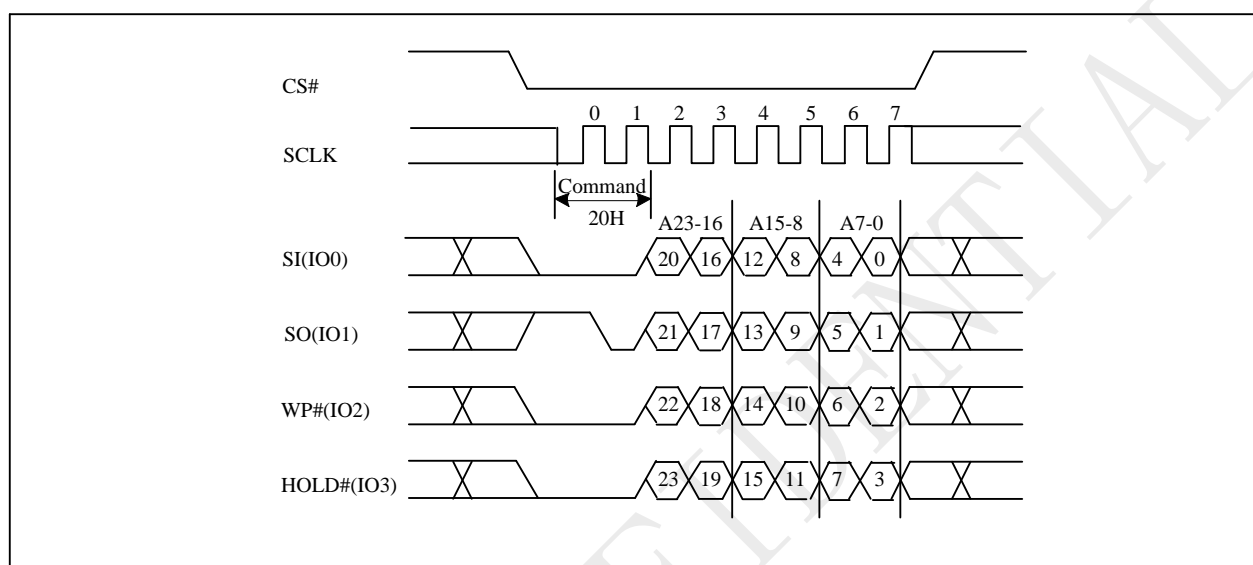 CS#
0 1 2 3 4 5 6 7
SCLK
Command
20H
A23-16 A15-8 A7-0
SI(IO0) 20 16 12 8 4 0
SO(IO1) 21 17 13 9 5 1
WP#(IO2) 22 18 14 10 6 2
HOLD#(IO3) 23 19 15 11 7 3
IDENTIAL